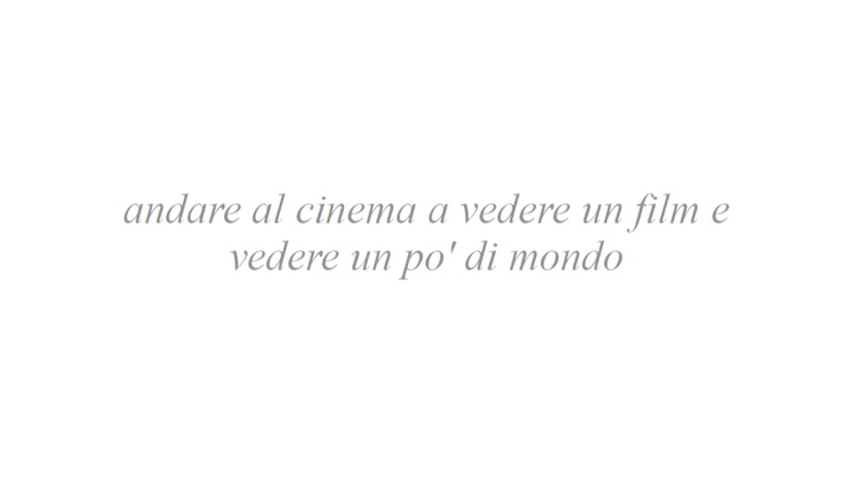 andare al cinema a vedere un film e
vedere un po' di mondo